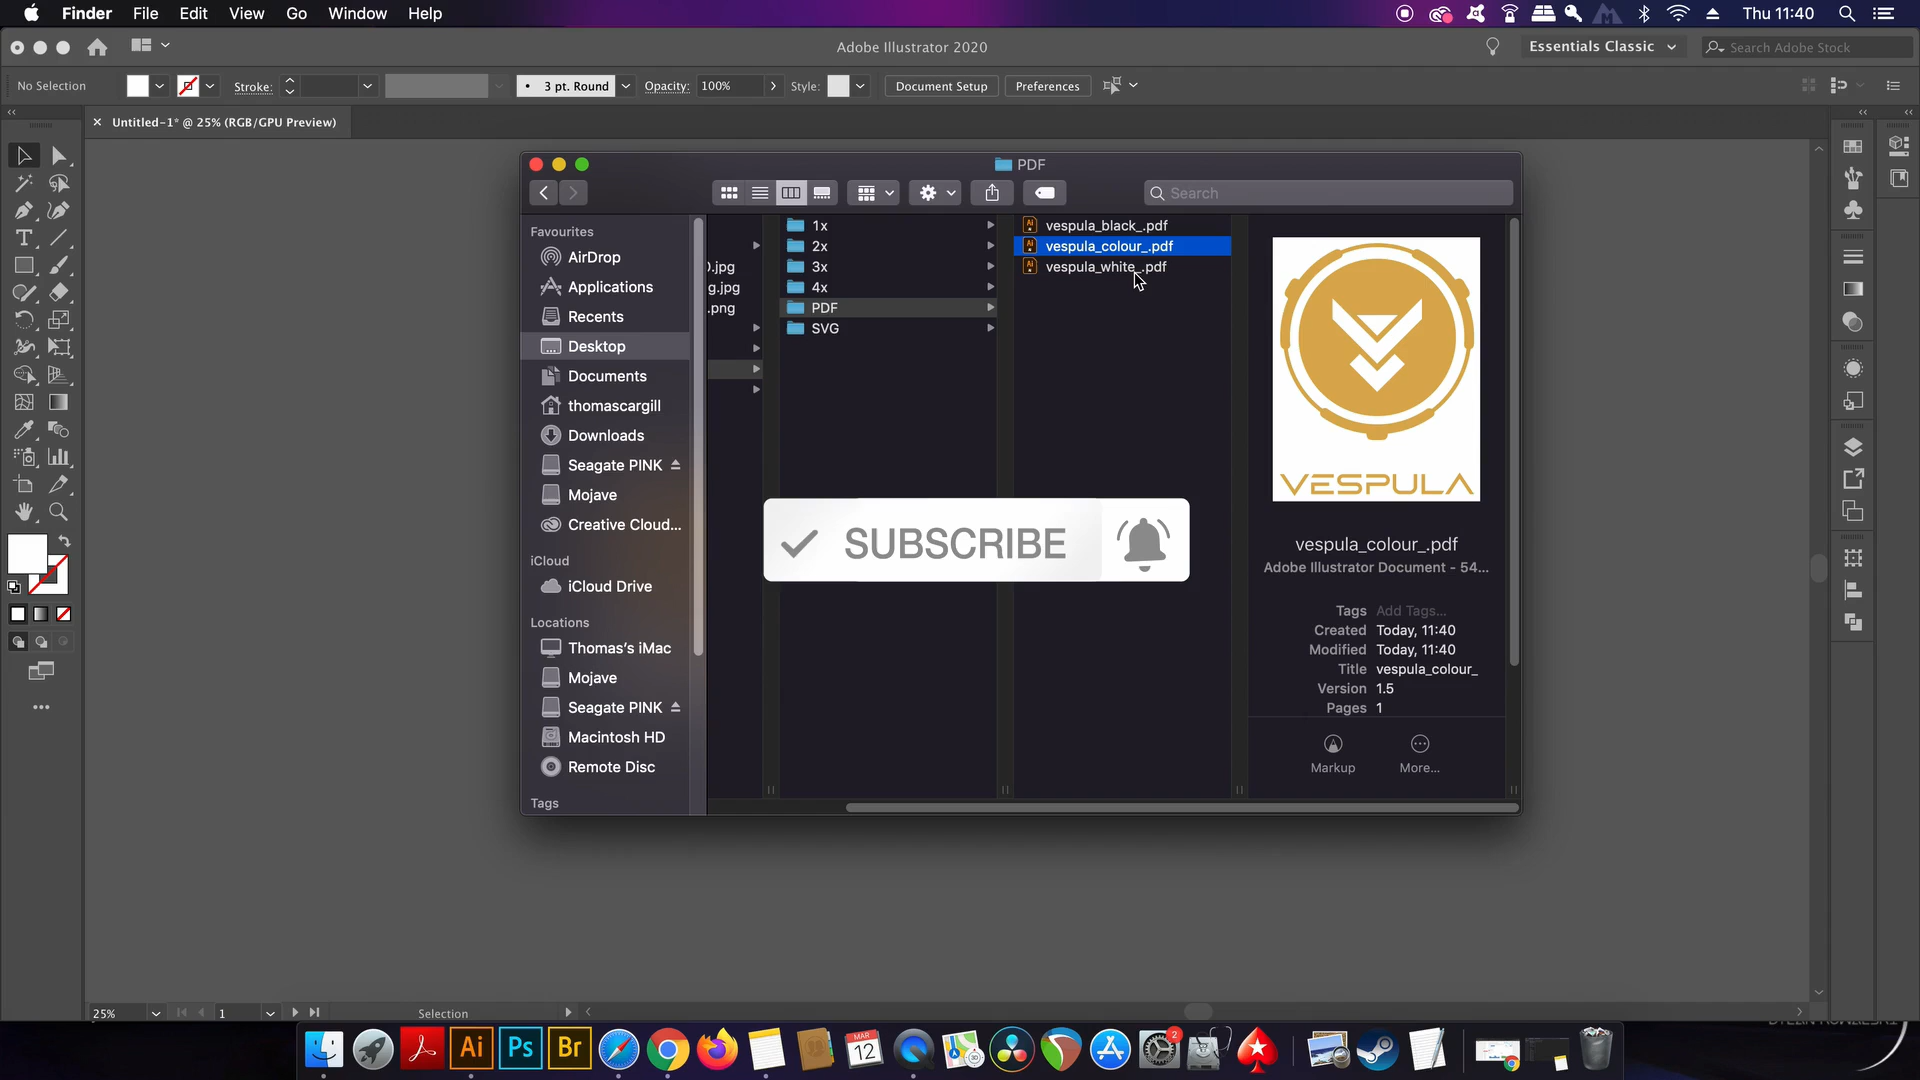 Finder File Edit View Go Window Help Thu 11:40
Adobe Illustrator 2020 Essentials Classic Search Adobe Stock
No Selection Stroke: 3 pt. Round Opacity: 100% Style: Document Setup Preferences
Untitled-1* @ 25% (RGB/GPU Preview)
PDF
Search
Favourites
AirDrop
Applications
Recents
Desktop
Documents
thomascargill
Downloads
Seagate PINK
Mojave
Creative Cloud...
iCloud
iCloud Drive
Locations
Thomas's iMac
Mojave
Seagate PINK
Macintosh HD
Remote Disc
Tags
.jpg
g.jpg
.png
1x
2x
3x
4x
PDF
SVG
vespula_black_.pdf
vespula_colour_.pdf
vespula_white_.pdf
VESPULA
SUBSCRIBE
vespula_colour_.pdf
Adobe Illustrator Document - 54...
Tags Add Tags...
Created Today, 11:40
Modified Today, 11:40
Title vespula_colour_
Version 1.5
Pages 1
Markup More...
25% 1 Selection
Ai Ps Br MAR 12 3D 2